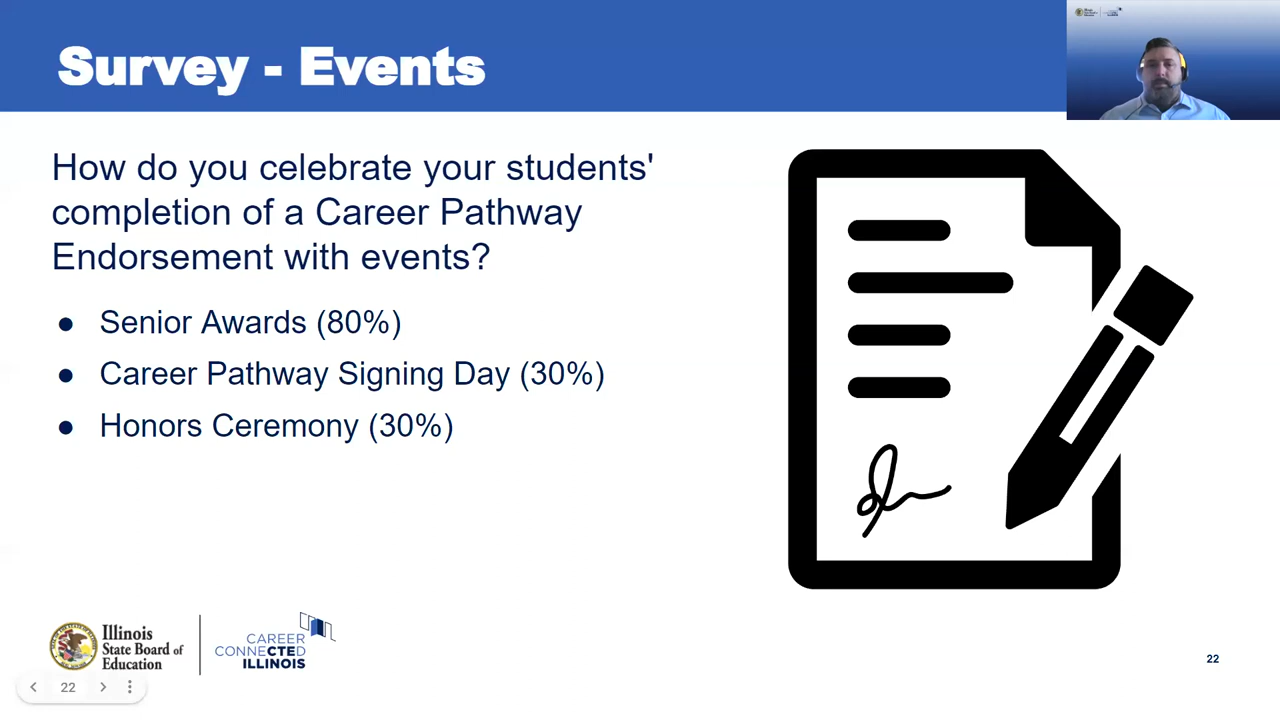 Survey - Events
How do you celebrate your students'
completion of a Career Pathway
Endorsement with events?
● Senior Awards (80%)
● Career Pathway Signing Day (30%)
● Honors Ceremony (30%)
Illinois
State Board of
Education
CAREER
CONNECTED
ILLINOIS
22
22